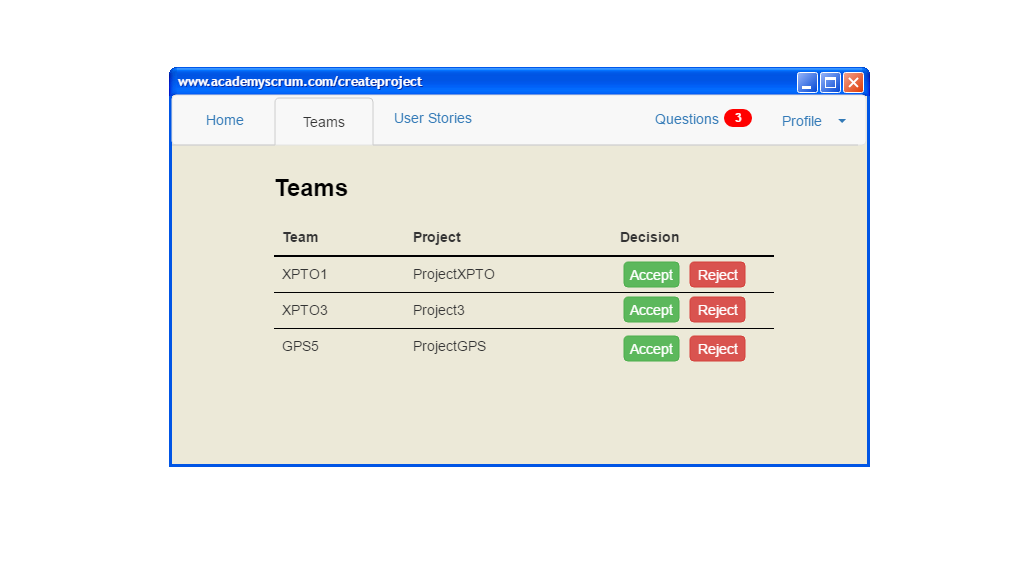 www.academyscrum.com/createproject
Home Teams User Stories Questions 3 Profile
Teams
Team Project Decision
XPTO1 ProjectXPTO Accept Reject
XPTO3 Project3 Accept Reject
GPS5 ProjectGPS Accept Reject